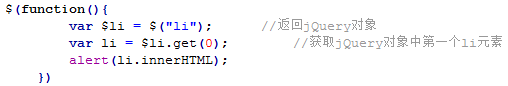 $(function(){
var $li = $("li"); //返回jQuery对象
var li = $li.get(0); //获取jQuery对象中第一个li元素
alert(li.innerHTML);
})